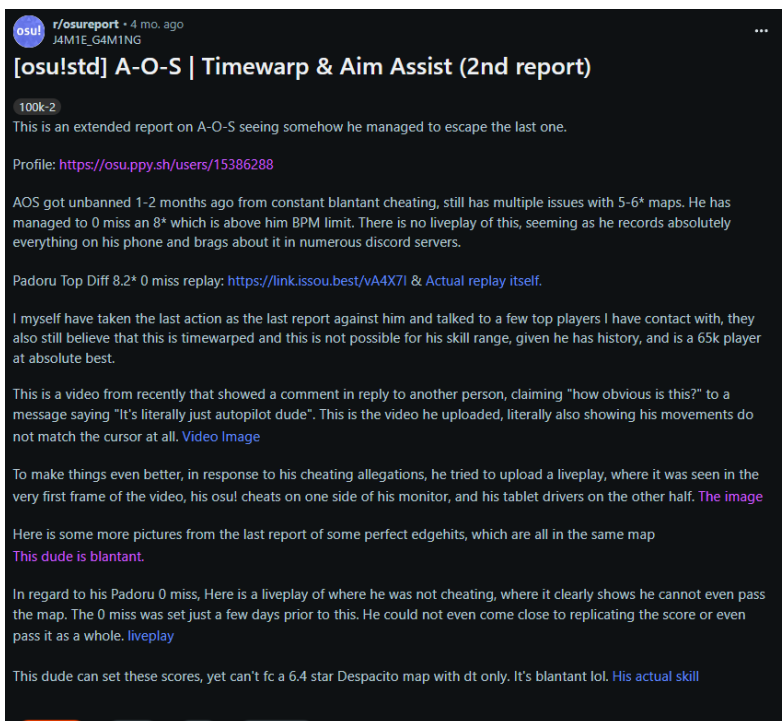 osu!
r/osureport • 4 mo. ago
J4M1E_G4M1NG
[osu!std] A-O-S | Timewarp & Aim Assist (2nd report)
100k-2
This is an extended report on A-O-S seeing somehow he managed to escape the last one.
Profile: https://osu.ppy.sh/users/15386288
AOS got unbanned 1-2 months ago from constant blantant cheating, still has multiple issues with 5-6* maps. He has
managed to 0 miss an 8* which is above him BPM limit. There is no liveplay of this, seeming as he records absolutely
everything on his phone and brags about it in numerous discord servers.
Padoru Top Diff 8.2* 0 miss replay: https://link.issou.best/vA4X7I & Actual replay itself.
I myself have taken the last action as the last report against him and talked to a few top players I have contact with, they
also still believe that this is timewarped and this is not possible for his skill range, given he has history, and is a 65k player
at absolute best.
This is a video from recently that showed a comment in reply to another person, claiming "how obvious is this?" to a
message saying "It's literally just autopilot dude". This is the video he uploaded, literally also showing his movements do
not match the cursor at all. Video Image
To make things even better, in response to his cheating allegations, he tried to upload a liveplay, where it was seen in the
very first frame of the video, his osu! cheats on one side of his monitor, and his tablet drivers on the other half. The image
Here is some more pictures from the last report of some perfect edgehits, which are all in the same map
This dude is blantant.
In regard to his Padoru 0 miss, Here is a liveplay of where he was not cheating, where it clearly shows he cannot even pass
the map. The 0 miss was set just a few days prior to this. He could not even come close to replicating the score or even
pass it as a whole. liveplay
This dude can set these scores, yet can't fc a 6.4 star Despacito map with dt only. It's blantant lol. His actual skill